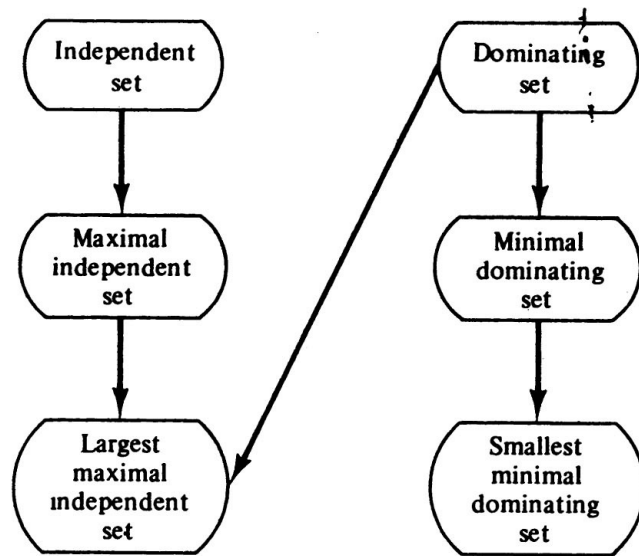 Independent
set
Dominating
set
Maximal
independent
set
Minimal
dominating
set
Largest
maximal
independent
set
Smallest
minimal
dominating
set